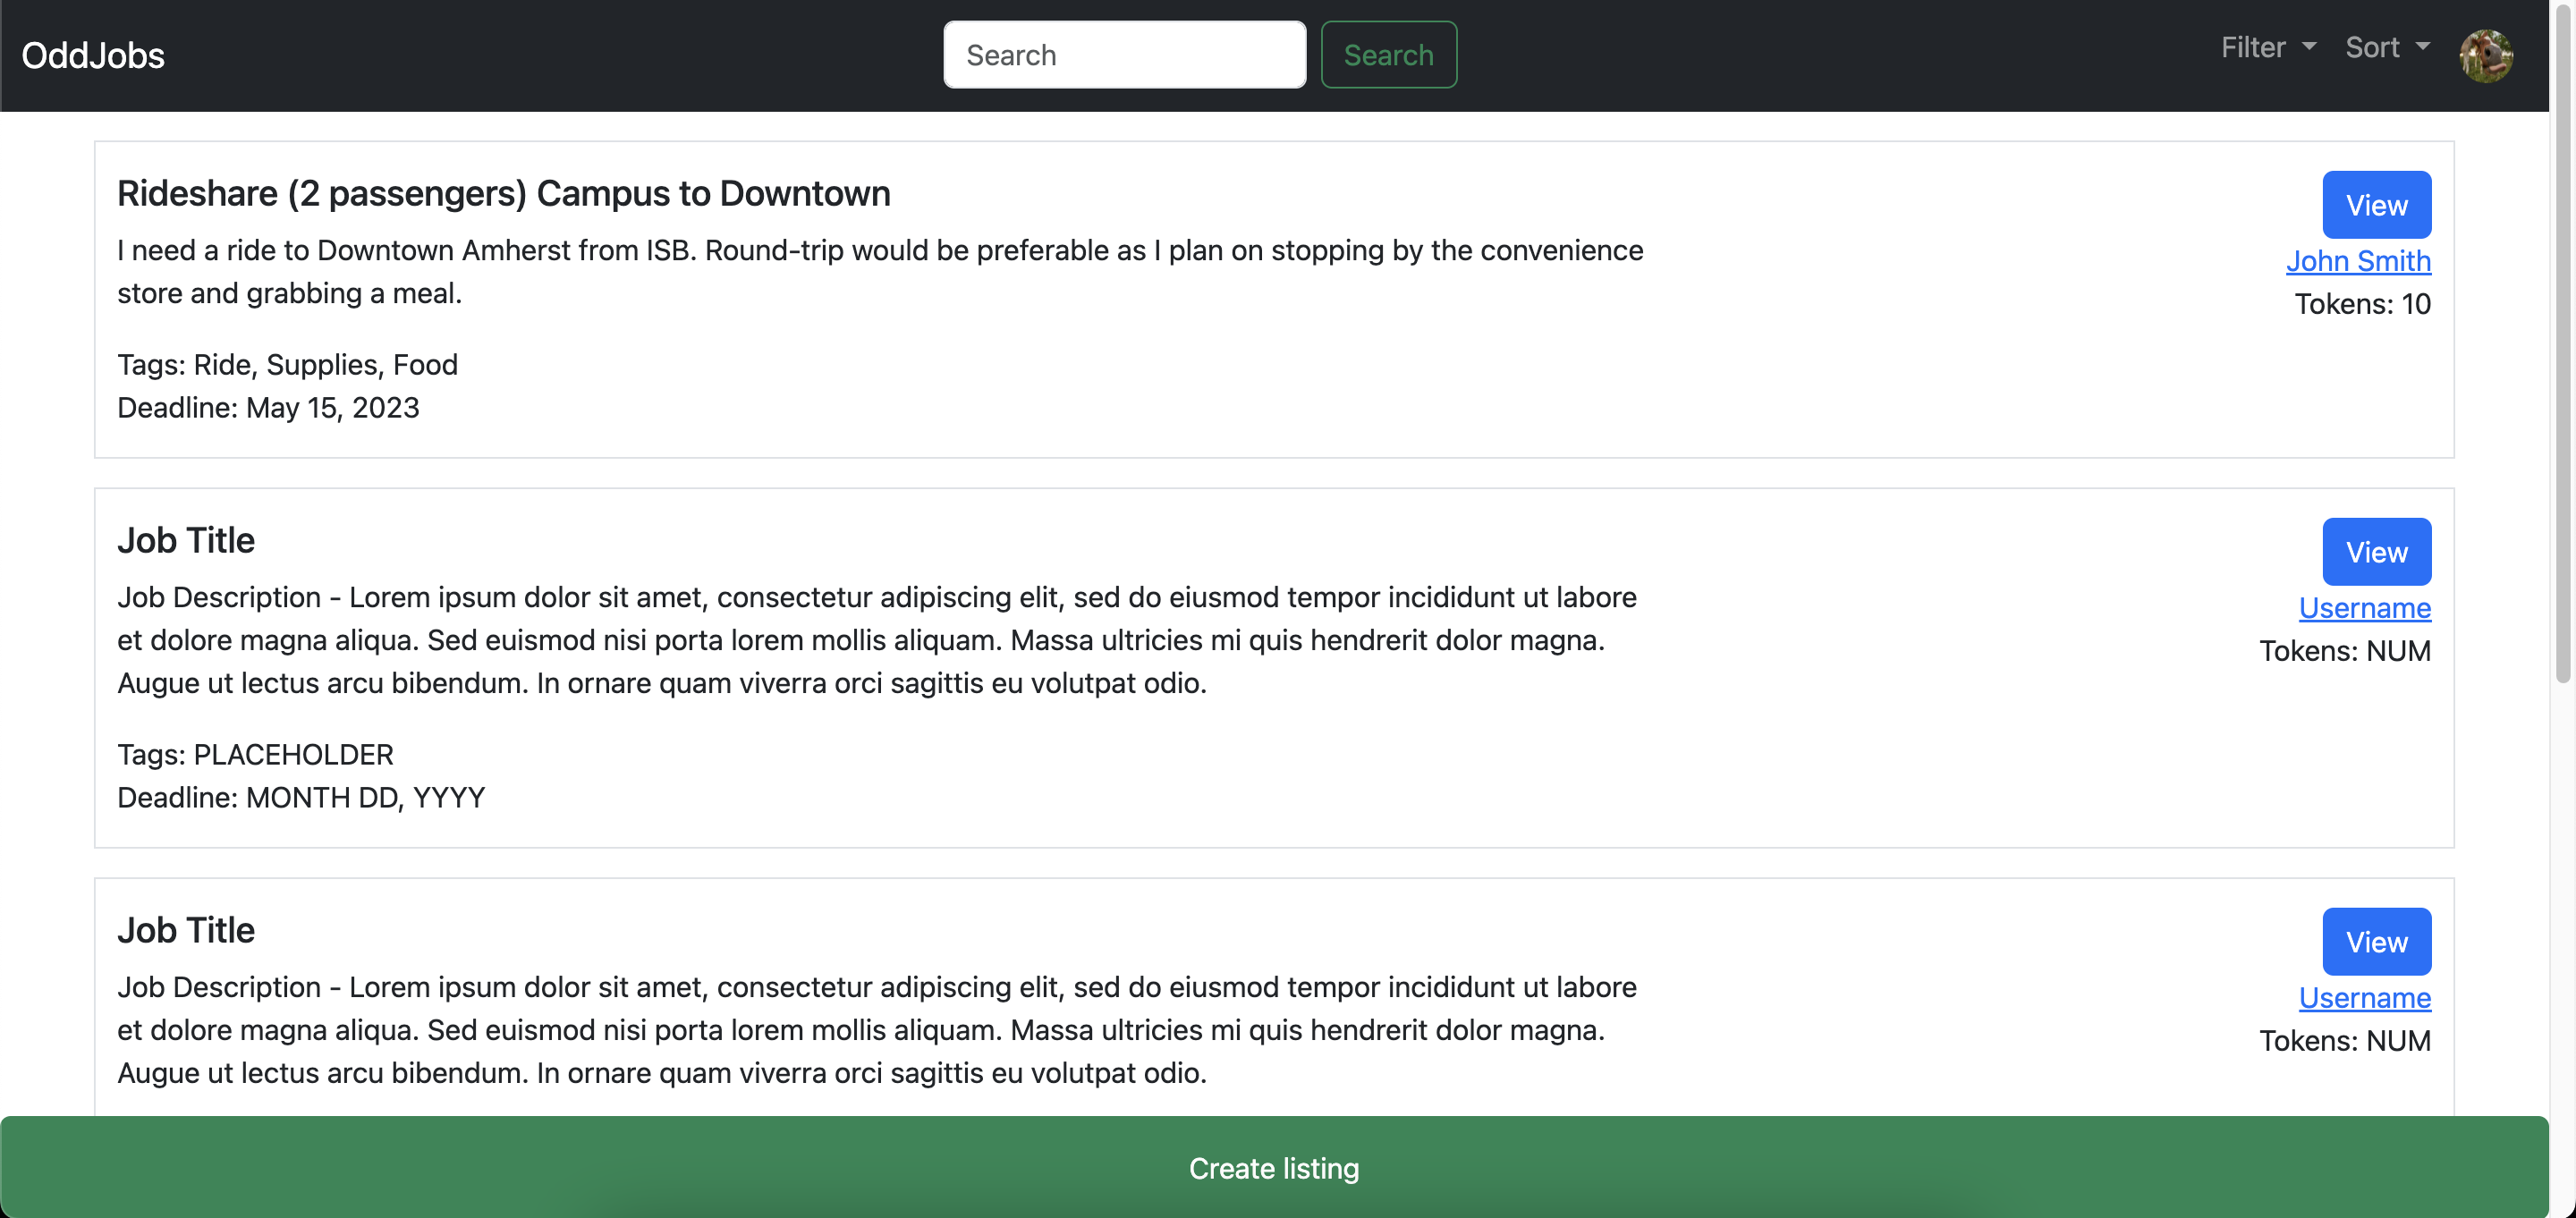 OddJobs
Search
Search
Filter
Sort
Rideshare (2 passengers) Campus to Downtown
I need a ride to Downtown Amherst from ISB. Round-trip would be preferable as I plan on stopping by the convenience
store and grabbing a meal.
Tags: Ride, Supplies, Food
Deadline: May 15, 2023
View
John Smith
Tokens: 10
Job Title
Job Description - Lorem ipsum dolor sit amet, consectetur adipiscing elit, sed do eiusmod tempor incididunt ut labore
et dolore magna aliqua. Sed euismod nisi porta lorem mollis aliquam. Massa ultricies mi quis hendrerit dolor magna.
Augue ut lectus arcu bibendum. In ornare quam viverra orci sagittis eu volutpat odio.
Tags: PLACEHOLDER
Deadline: MONTH DD, YYYY
View
Username
Tokens: NUM
Job Title
Job Description - Lorem ipsum dolor sit amet, consectetur adipiscing elit, sed do eiusmod tempor incididunt ut labore
et dolore magna aliqua. Sed euismod nisi porta lorem mollis aliquam. Massa ultricies mi quis hendrerit dolor magna.
Augue ut lectus arcu bibendum. In ornare quam viverra orci sagittis eu volutpat odio.
View
Username
Tokens: NUM
Create listing